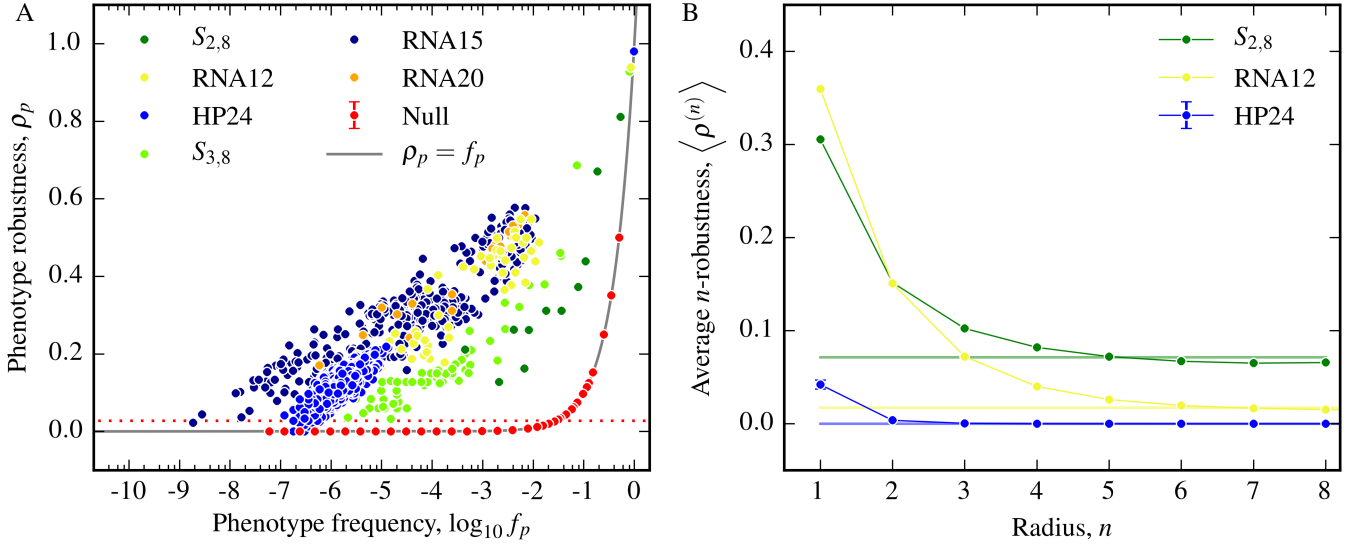 A
Phenotype robustness, ρp
1.0
0.8
0.6
0.4
0.2
0.0
S2,8
RNA12
HP24
S3,8
RNA15
RNA20
Null
ρp = fp
-10 -9 -8 -7 -6 -5 -4 -3 -2 -1 0
Phenotype frequency, log10 fp
B
Average n-robustness, ⟨ρ(n)⟩
0.4
0.3
0.2
0.1
0.0
S2,8
RNA12
HP24
1 2 3 4 5 6 7 8
Radius, n